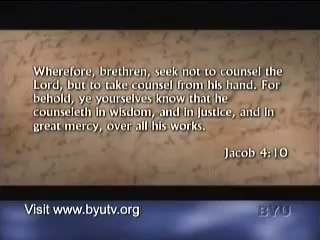 Wherefore, brethren, seek not to counsel the
Lord, but to take counsel from his hand. For
behold, ye yourselves know that he
counseleth in wisdom, and in justice, and in
great mercy, over all his works.
Jacob 4:10
Visit www.byutv.org
BYU